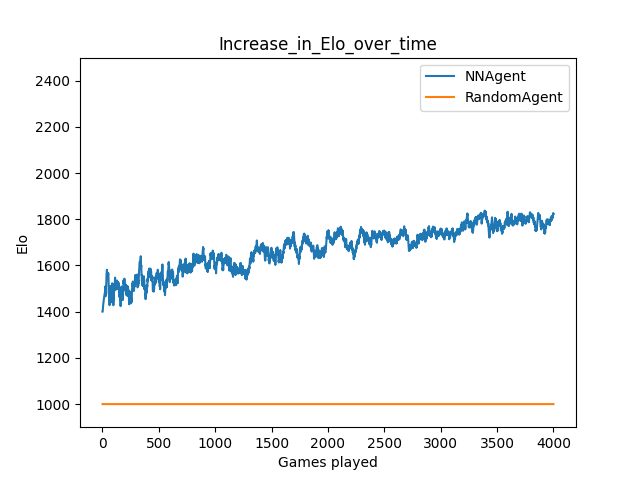 Increase_in_Elo_over_time
NNAgent
RandomAgent
2400
2200
2000
1800
1600
1400
1200
1000
Elo
0 500 1000 1500 2000 2500 3000 3500 4000
Games played